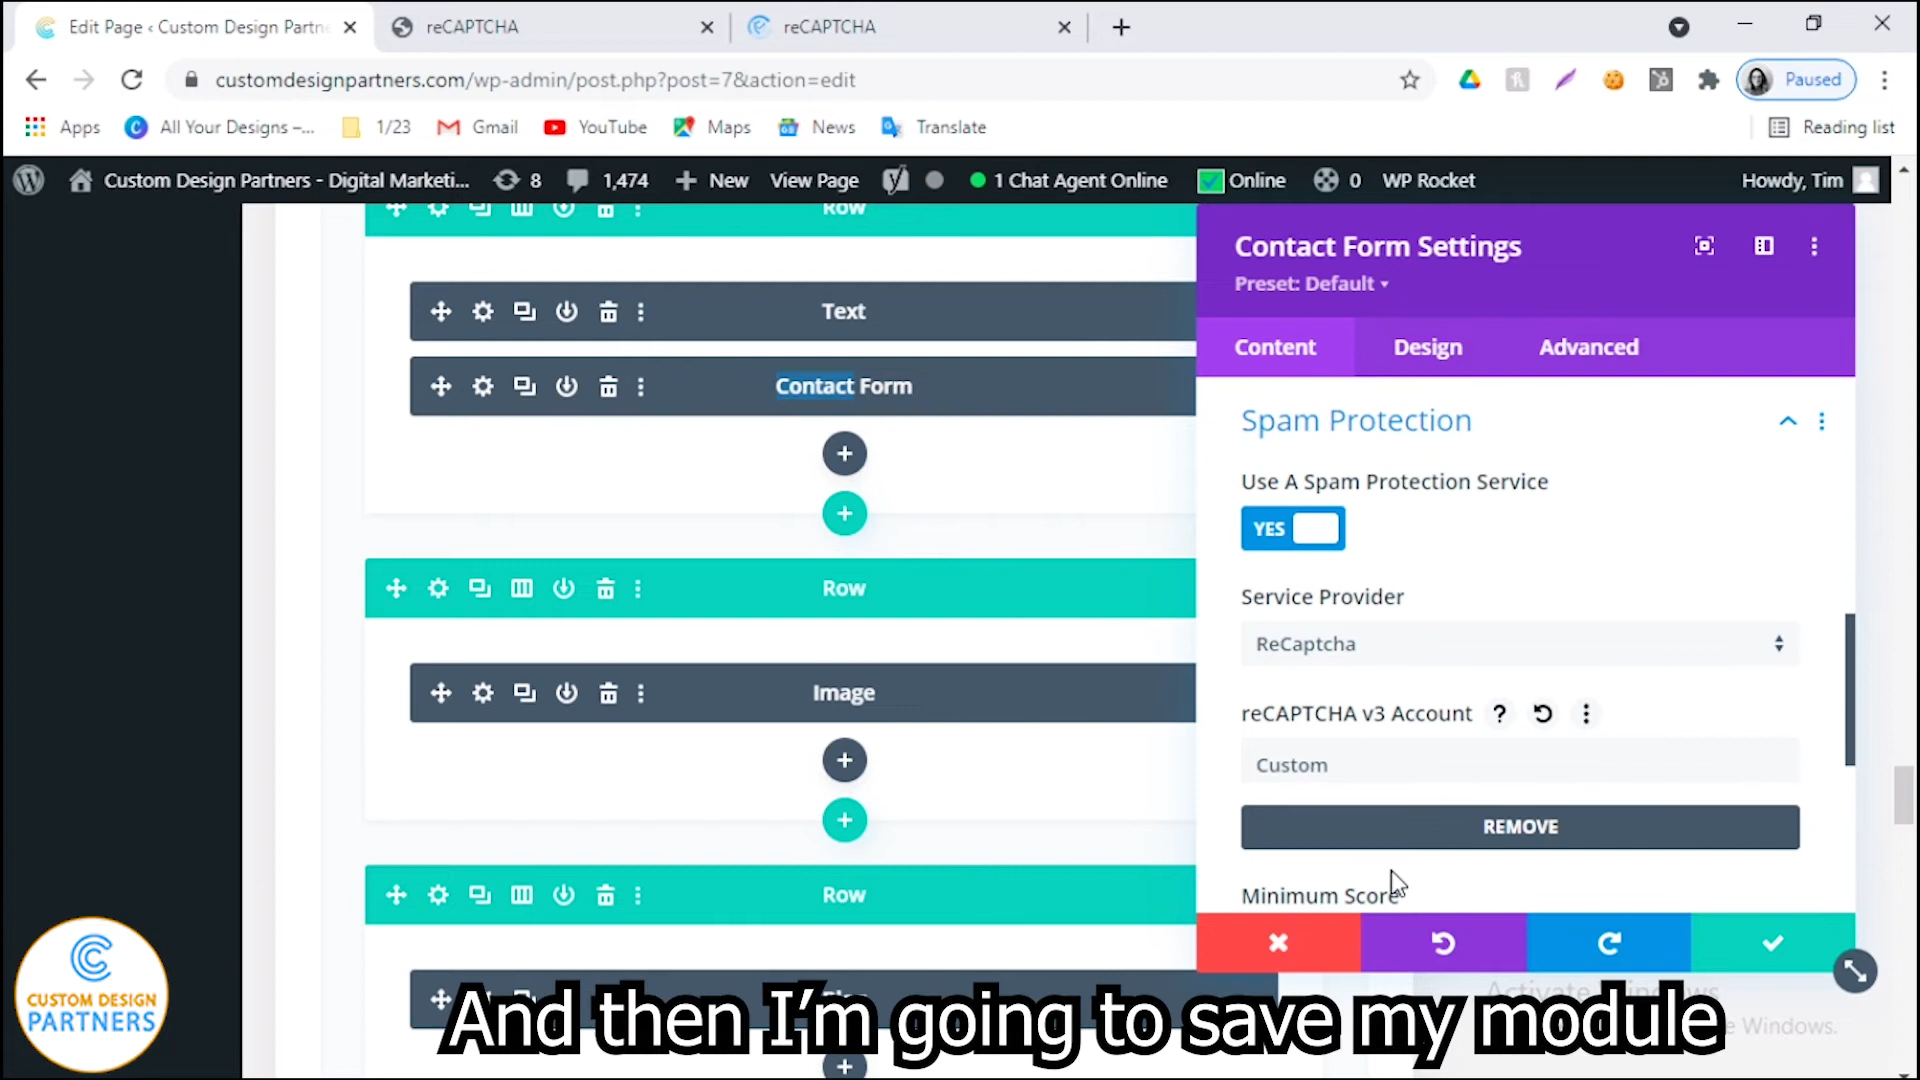 Edit Page ‹ Custom Design Partne
reCAPTCHA
reCAPTCHA
customdesignpartners.com/wp-admin/post.php?post=7&action=edit
Paused
Apps
All Your Designs –...
1/23
Gmail
YouTube
Maps
News
Translate
Reading list
Custom Design Partners - Digital Marketi...
8
1,474
New
View Page
1 Chat Agent Online
Online
0
WP Rocket
Howdy, Tim
Row
Contact Form Settings
Preset: Default
Content
Design
Advanced
Text
Contact Form
Spam Protection
Use A Spam Protection Service
YES
Row
Service Provider
ReCaptcha
Image
reCAPTCHA v3 Account
?
Custom
REMOVE
Row
Minimum Score
CUSTOM DESIGN
PARTNERS
Activate Windows
Windows.
And then I’m going to save my module